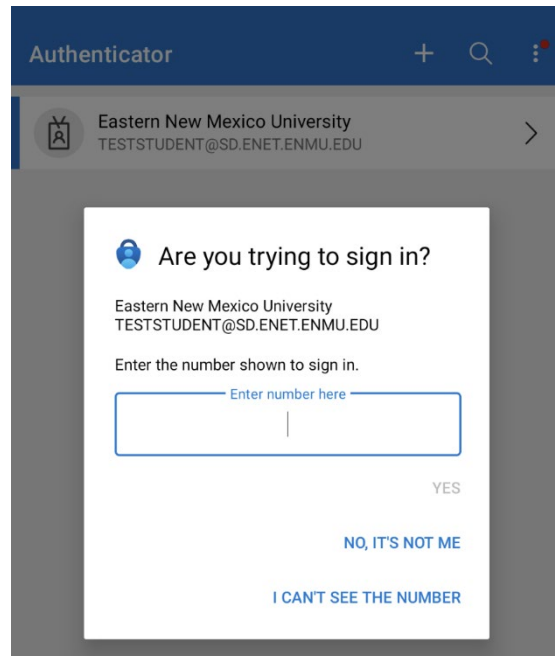 Authenticator
Eastern New Mexico University
TESTSTUDENT@SD.ENET.ENMU.EDU
Are you trying to sign in?
Eastern New Mexico University
TESTSTUDENT@SD.ENET.ENMU.EDU
Enter the number shown to sign in.
Enter number here
YES
NO, IT'S NOT ME
I CAN'T SEE THE NUMBER